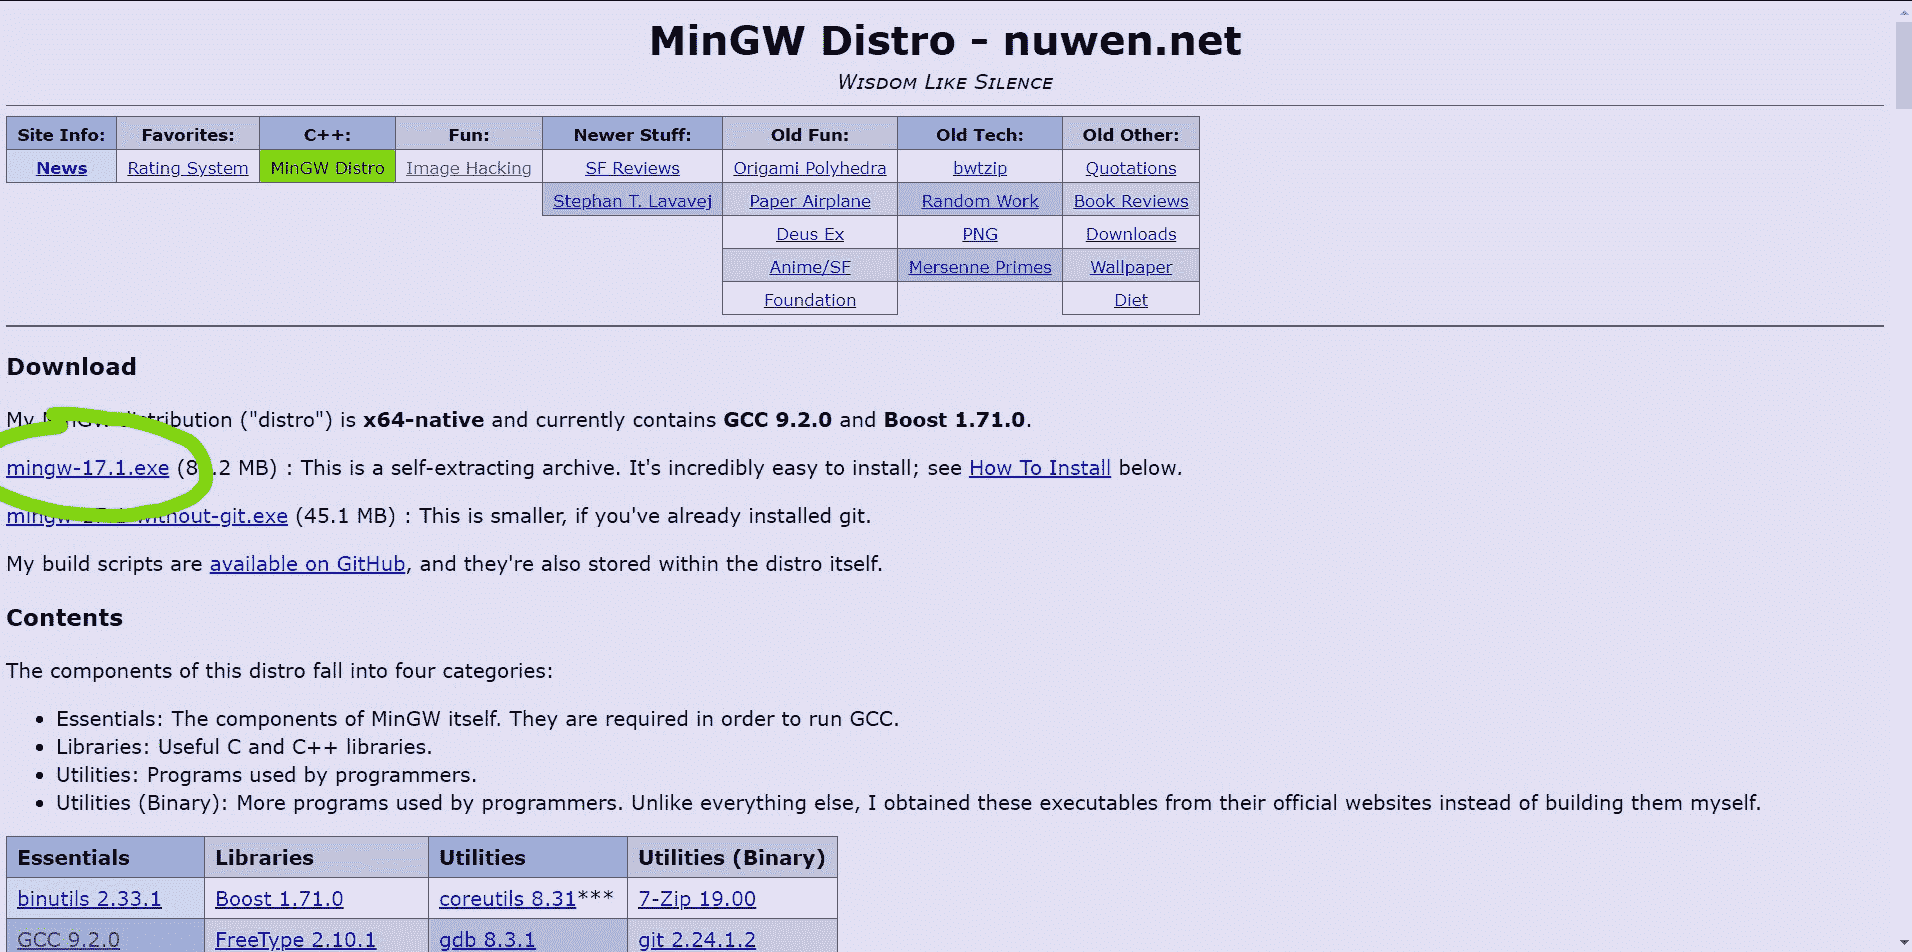 MinGW Distro - nuwen.net
Wisdom Like Silence
Site Info: Favorites: C++: Fun: Newer Stuff: Old Fun: Old Tech: Old Other:
News Rating System MinGW Distro Image Hacking SF Reviews Origami Polyhedra bwtzip Quotations
Stephan T. Lavavej Paper Airplane Random Work Book Reviews
Deus Ex PNG Downloads
Anime/SF Mersenne Primes Wallpaper
Foundation Diet
Download
My MinGW distribution ("distro") is x64-native and currently contains GCC 9.2.0 and Boost 1.71.0.
mingw-17.1.exe MB) : This is a self-extracting archive. It's incredibly easy to install; see How To Install below.
mingw-17.1-without-git.exe (45.1 MB) : This is smaller, if you've already installed git.
My build scripts are available on GitHub, and they're also stored within the distro itself.
Contents
The components of this distro fall into four categories:
• Essentials: The components of MinGW itself. They are required in order to run GCC.
• Libraries: Useful C and C++ libraries.
• Utilities: Programs used by programmers.
• Utilities (Binary): More programs used by programmers. Unlike everything else, I obtained these executables from their official websites instead of building them myself.
Essentials Libraries Utilities Utilities (Binary)
binutils 2.33.1 Boost 1.71.0 coreutils 8.31*** 7-Zip 19.00
GCC 9.2.0 FreeType 2.10.1 gdb 8.3.1 git 2.24.1.2